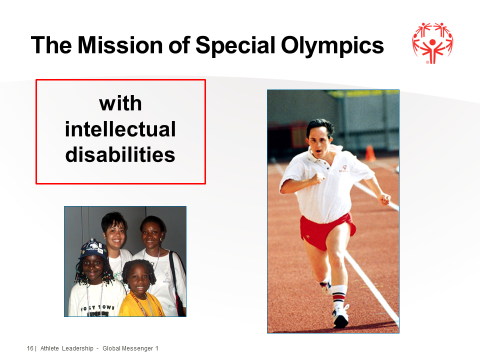 The Mission of Special Olympics
with
intellectual
disabilities
16 | Athlete Leadership - Global Messenger 1